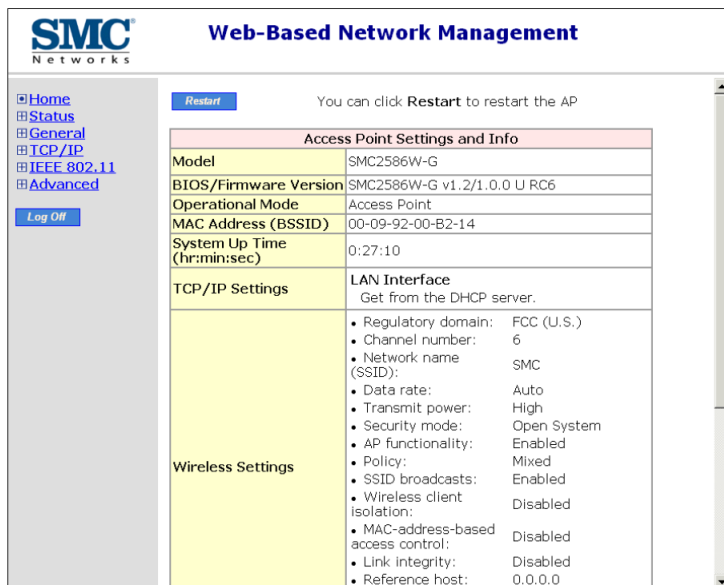 SMC®
Networks
Web-Based Network Management
Home
Status
General
TCP/IP
IEEE 802.11
Advanced
Log Off
Restart
You can click Restart to restart the AP
Access Point Settings and Info
Model SMC2586W-G
BIOS/Firmware Version SMC2586W-G v1.2/1.0.0 U RC6
Operational Mode Access Point
MAC Address (BSSID) 00-09-92-00-B2-14
System Up Time
(hr:min:sec) 0:27:10
TCP/IP Settings
LAN Interface
Get from the DHCP server.
Wireless Settings
• Regulatory domain: FCC (U.S.)
• Channel number: 6
• Network name
(SSID): SMC
• Data rate: Auto
• Transmit power: High
• Security mode: Open System
• AP functionality: Enabled
• Policy: Mixed
• SSID broadcasts: Enabled
• Wireless client
isolation: Disabled
• MAC-address-based
access control: Disabled
• Link integrity: Disabled
• Reference host: 0.0.0.0